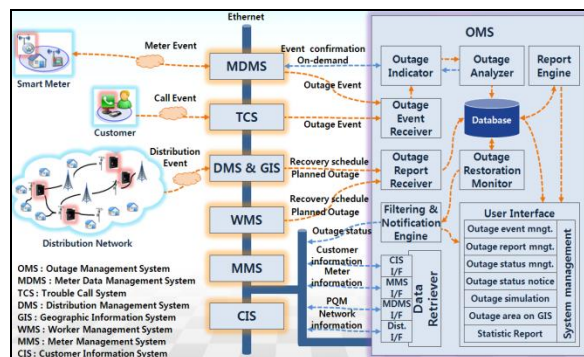 Ethernet
OMS
Meter Event
Smart Meter
MDMS
Event confirmation
On-demand
Outage Event
Outage
Indicator
Outage
Analyzer
Report
Engine
Call Event
Customer
TCS
Outage Event
Outage
Event
Receiver
Database
Distribution
Event
Distribution Network
DMS & GIS
Recovery schedule
Planned Outage
Outage
Report
Receiver
Outage
Restoration
Monitor
WMS
Recovery schedule
Planned Outage
Outage status
Filtering &
Notification
Engine
User Interface
Outage event mngt.
Outage report mngt.
Outage status mngt.
Outage status notice
Outage simulation
Outage area on GIS
Statistic Report
System management
MMS
CIS
Customer
information
Meter
information
PQM
Network
information
CIS
I/F
MMS
I/F
MDMS
I/F
Dist.
I/F
Data
Retriever
OMS : Outage Management System
MDMS : Meter Data Management System
TCS : Trouble Call System
DMS : Distribution Management System
GIS : Geographic Information System
WMS : Worker Management System
MMS : Meter Management System
CIS : Customer Information System